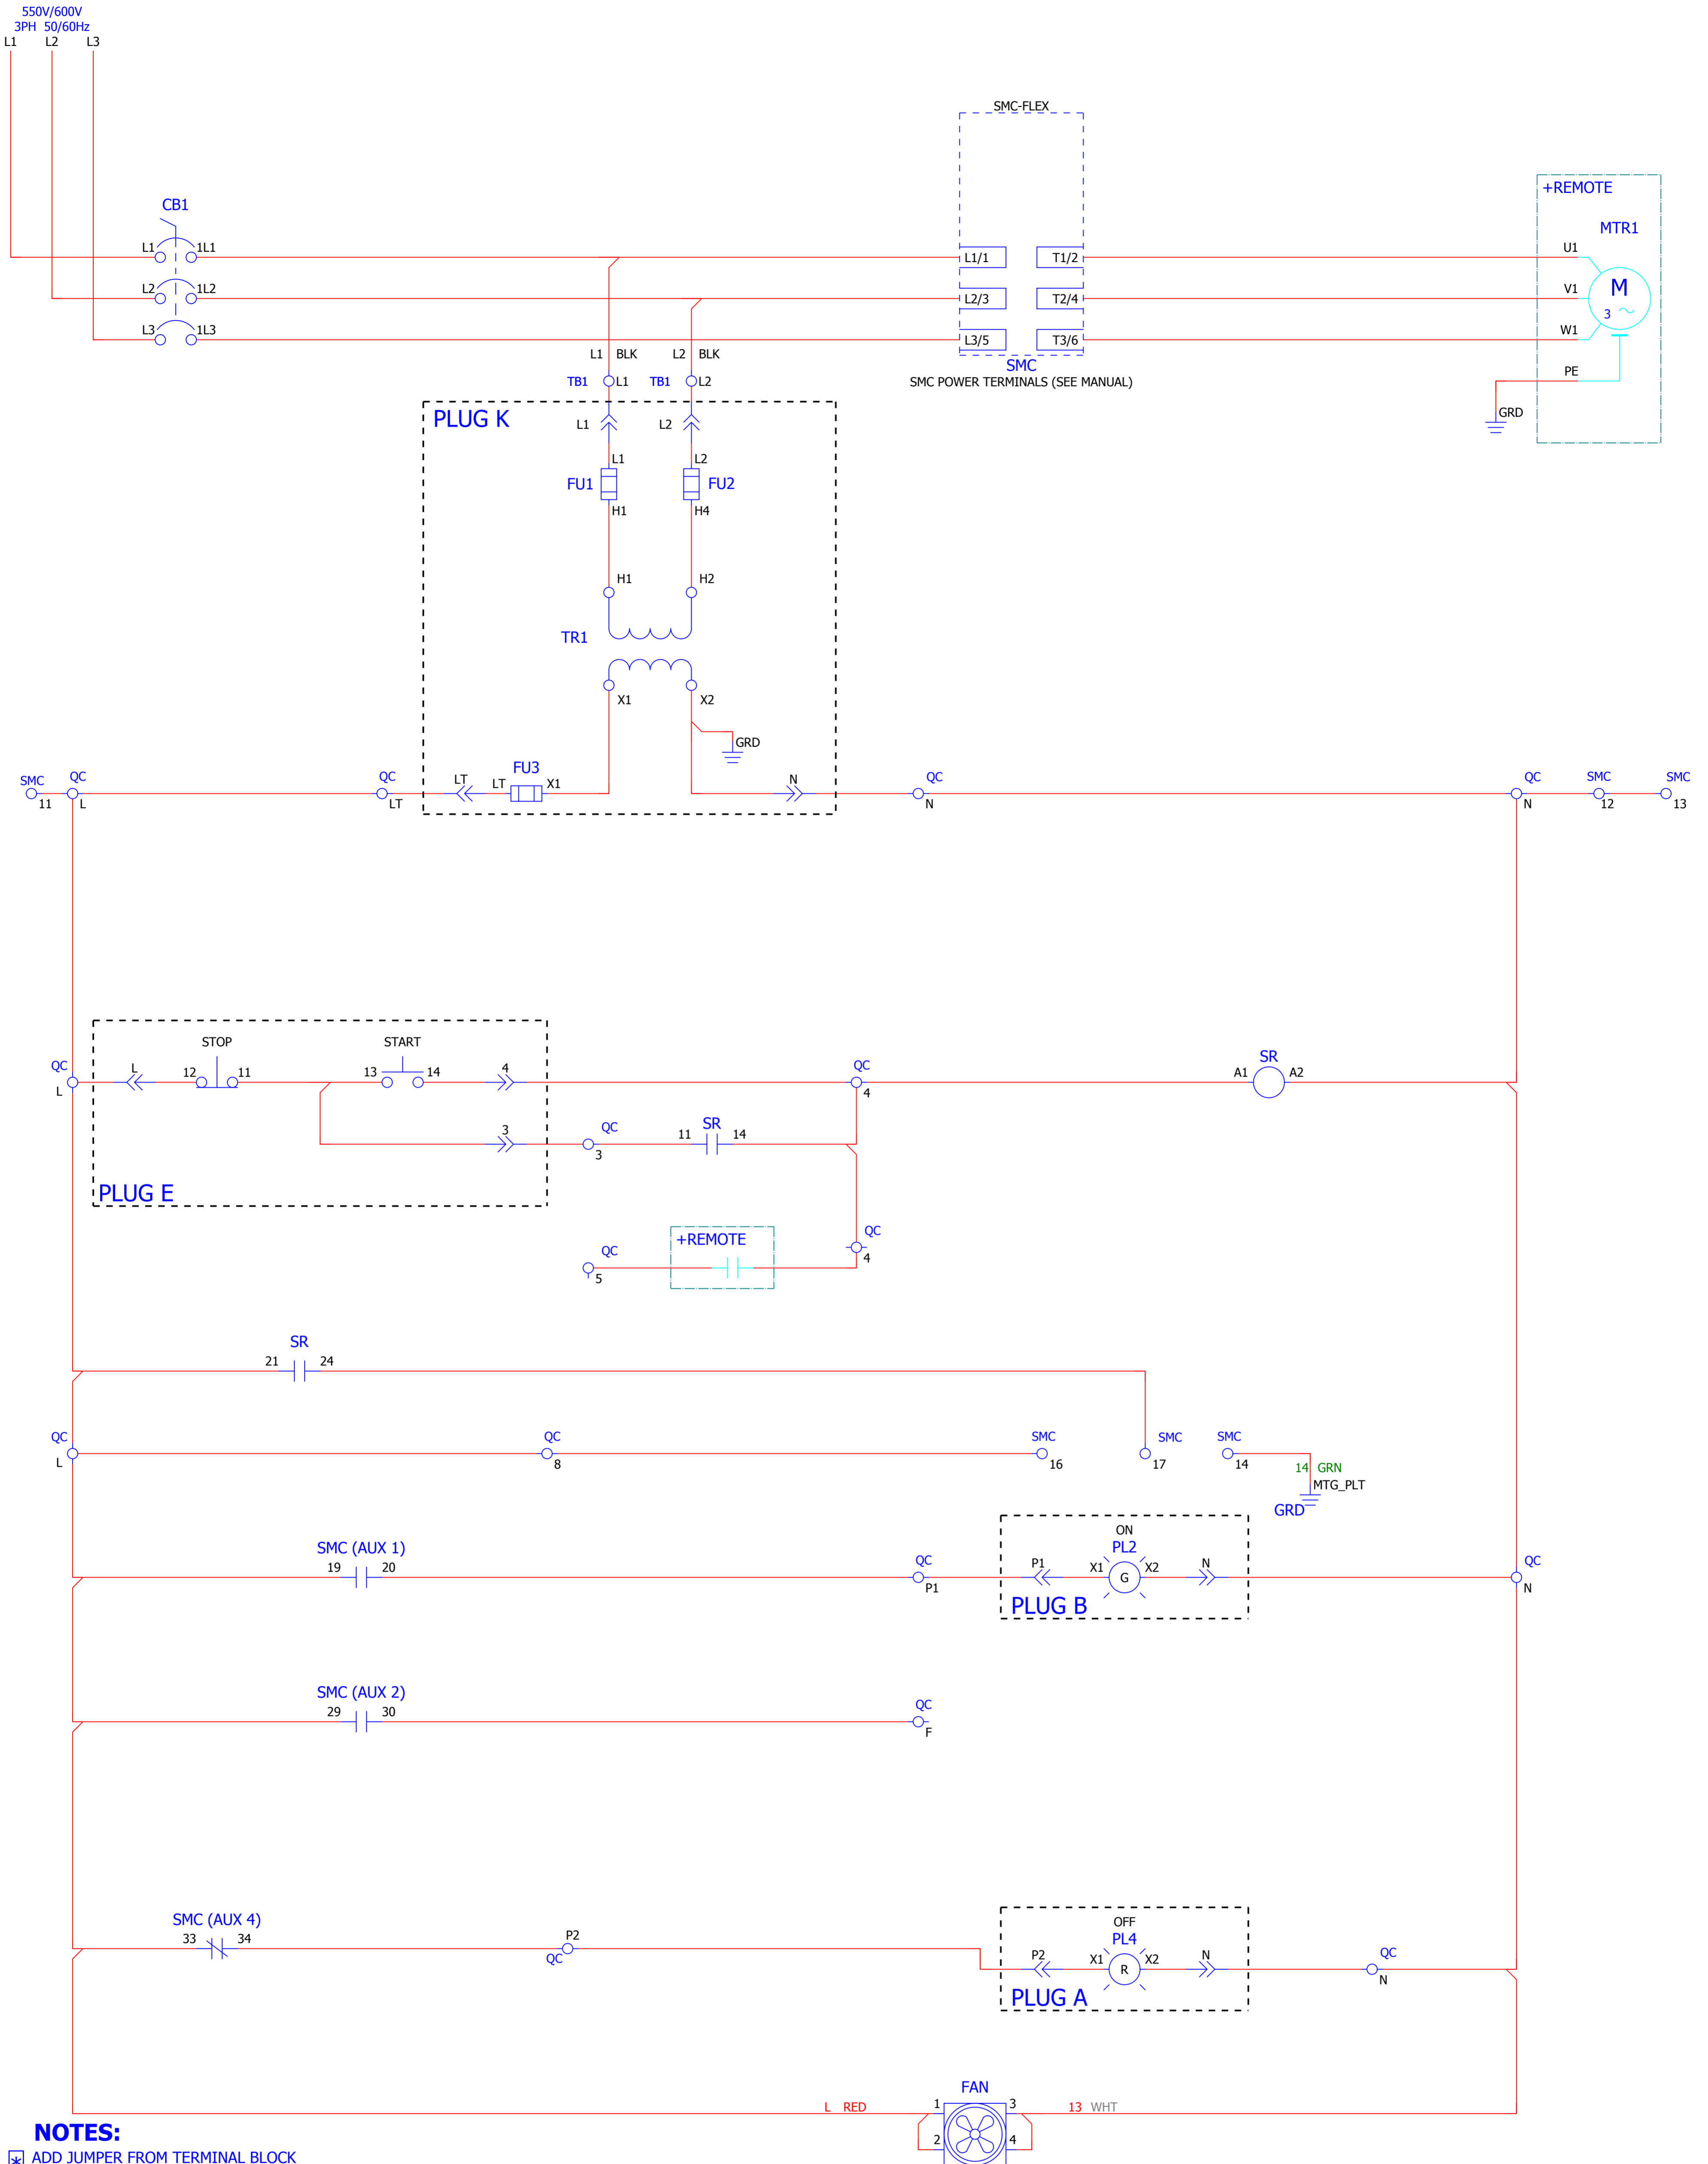 550V/600V
3PH 50/60Hz
L1 L2 L3
SMC-FLEX
+REMOTE
CB1
MTR1
L1 1L1 L1/1 T1/2 U1
L2 1L2 L2/3 T2/4 V1
M
3
L3 1L3 L3/5 T3/6 W1
L1 BLK L2 BLK
SMC
PE
TB1 L1 TB1 L2
SMC POWER TERMINALS (SEE MANUAL)
GRD
PLUG K
L1 L2
L1 L2
FU1 FU2
H1 H4
H1 H2
TR1
X1 X2
GRD
FU3
SMC QC QC LT LT X1 N QC QC SMC SMC
11 L LT N N 12 13
STOP START
QC L 12 11 13 14 4 QC SR
L 4 A1 A2
3 QC 11 SR 14
3
PLUG E
QC
+REMOTE
4
QC
5
SR
21 24
QC QC SMC SMC SMC
L 8 16 17 14
14 GRN
MTG_PLT
GRD
ON
SMC (AUX 1) PL2
19 20 QC P1 X1 G X2 N QC
P1 N
PLUG B
SMC (AUX 2)
29 30 QC
F
SMC (AUX 4) OFF
33 34 P2 PL4
QC P2 X1 R X2 N QC
N
PLUG A
FAN
L RED 1 3 13 WHT
2 4
NOTES:
* ADD JUMPER FROM TERMINAL BLOCK